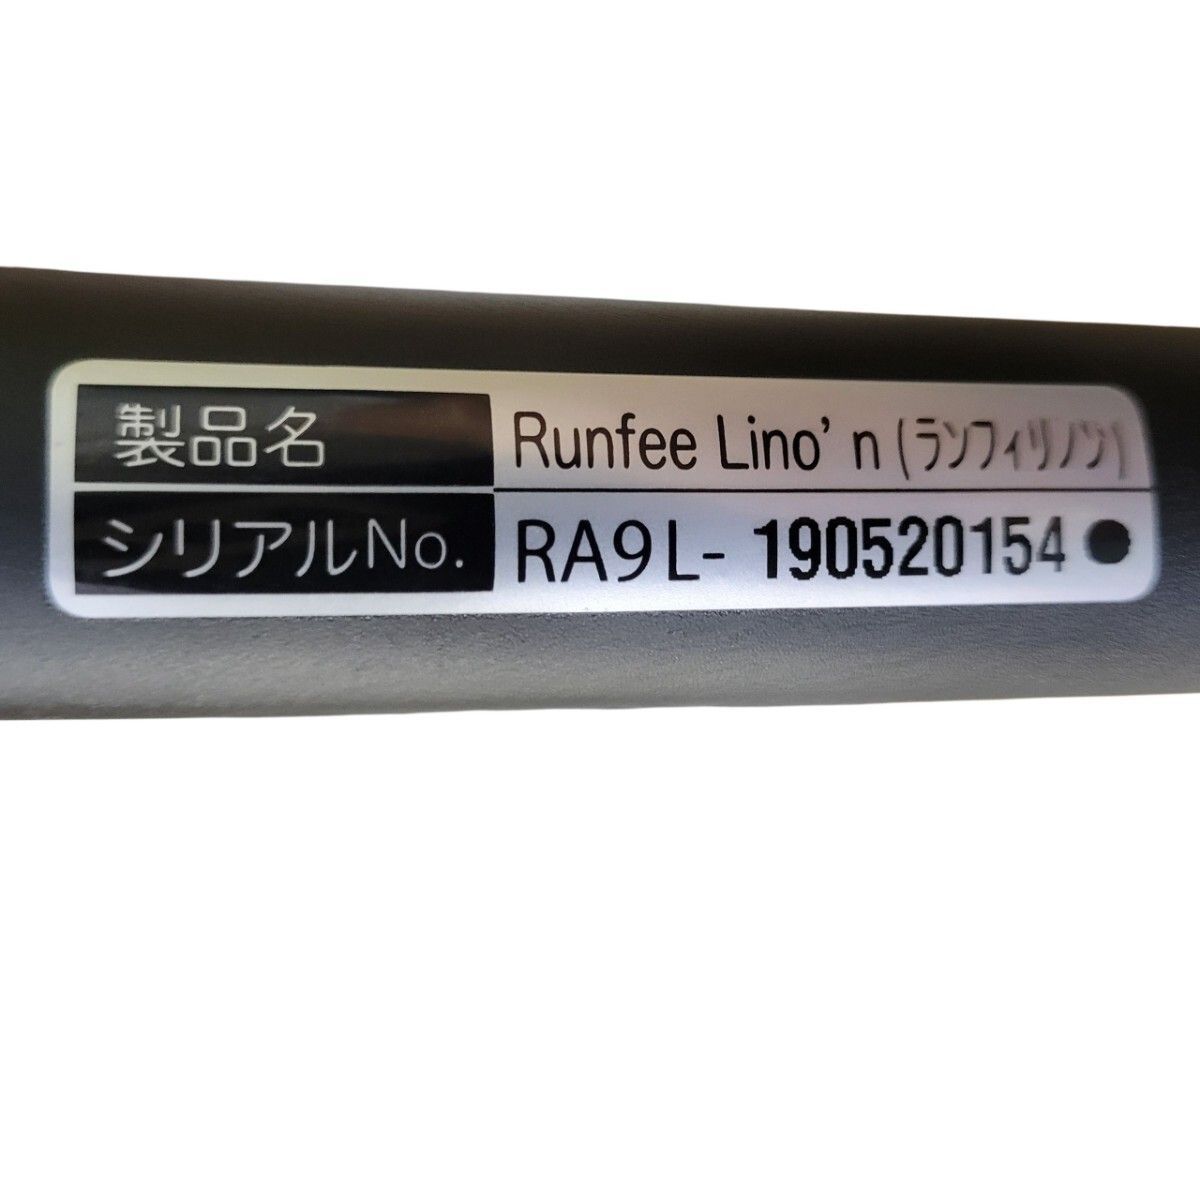 製品名 Runfee Lino'n (ランフィリノン)
シリアルNo. RA9L-190520154 ●